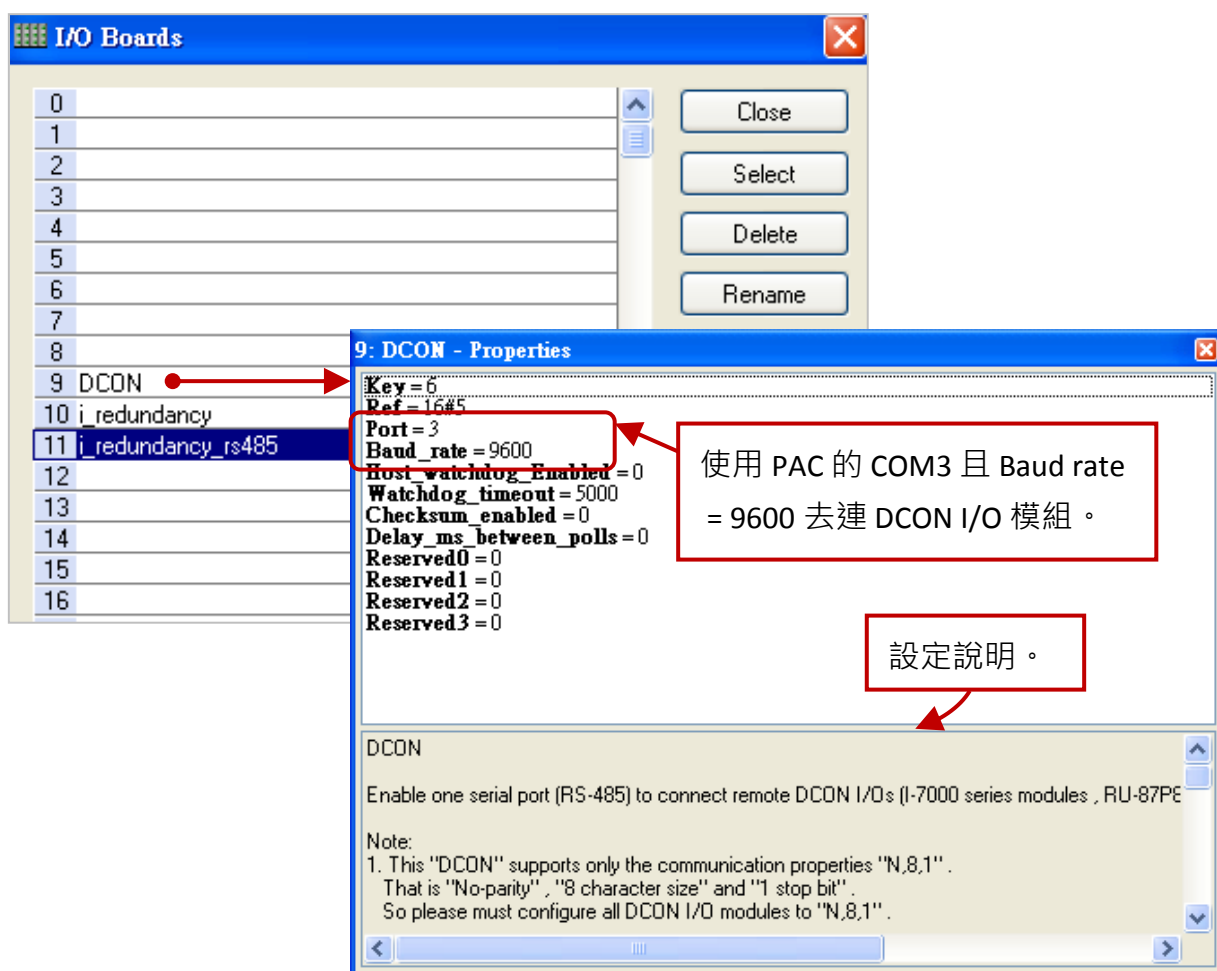 I/O Boards
0
1
2
3
4
5
6
7
8
9 DCON
10 i_redundancy
11 i_redundancy_rs485
12
13
14
15
16
Close
Select
Delete
Rename
9: DCON - Properties
Key = 6
Ref = 16#5
Port = 3
Baud_rate = 9600
Host_watchdog_Enabled = 0
Watchdog_timeout = 5000
Checksum_enabled = 0
Delay_ms_between_polls = 0
Reserved0 = 0
Reserved1 = 0
Reserved2 = 0
Reserved3 = 0
使用 PAC 的 COM3 且 Baud rate
= 9600 去連 DCON I/O 模組。
設定說明。
DCON
Enable one serial port (RS-485) to connect remote DCON I/Os (I-7000 series modules , RU-87P8
Note:
1. This "DCON" supports only the communication properties "N,8,1" .
That is "No-parity" , "8 character size" and "1 stop bit" .
So please must configure all DCON I/O modules to "N,8,1" .